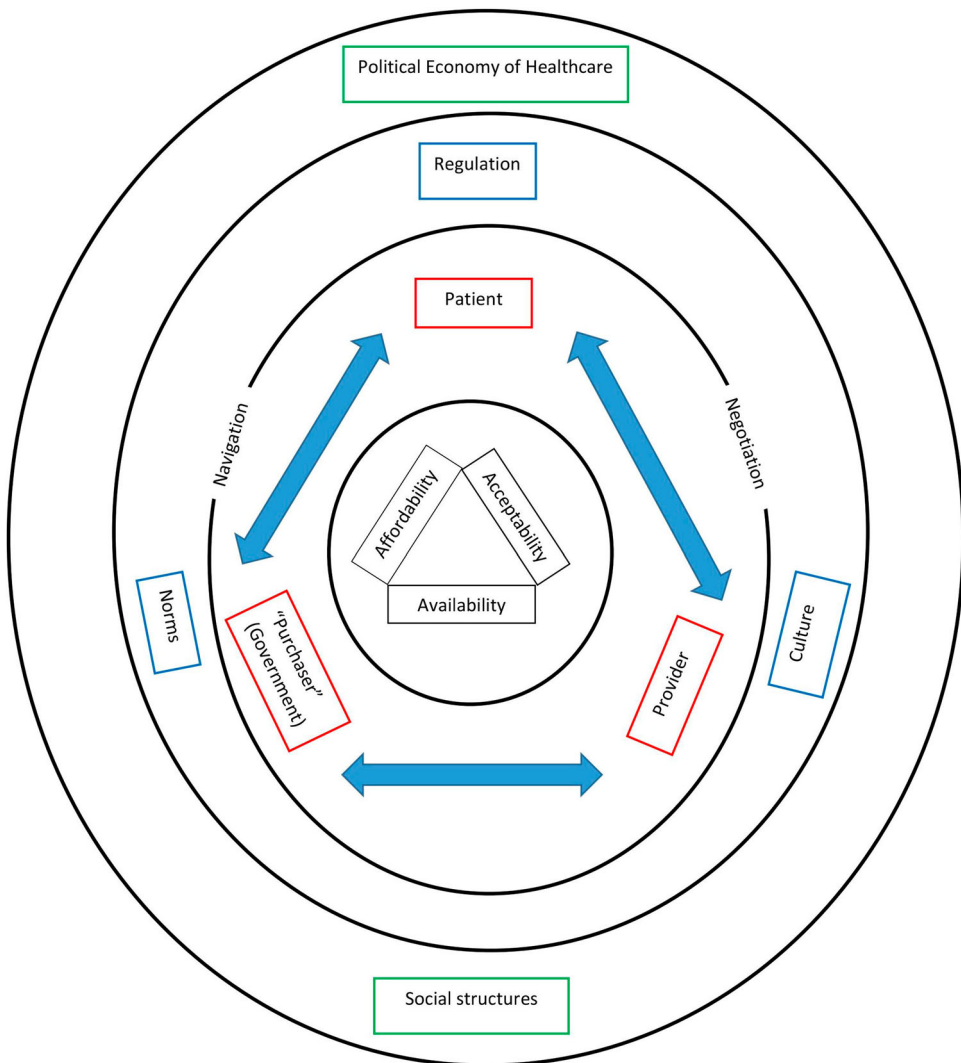 Political Economy of Healthcare
Regulation
Patient
Navigation
Negotiation
Affordability
Acceptability
Availability
Norms
“Purchaser”
(Government)
Provider
Culture
Social structures